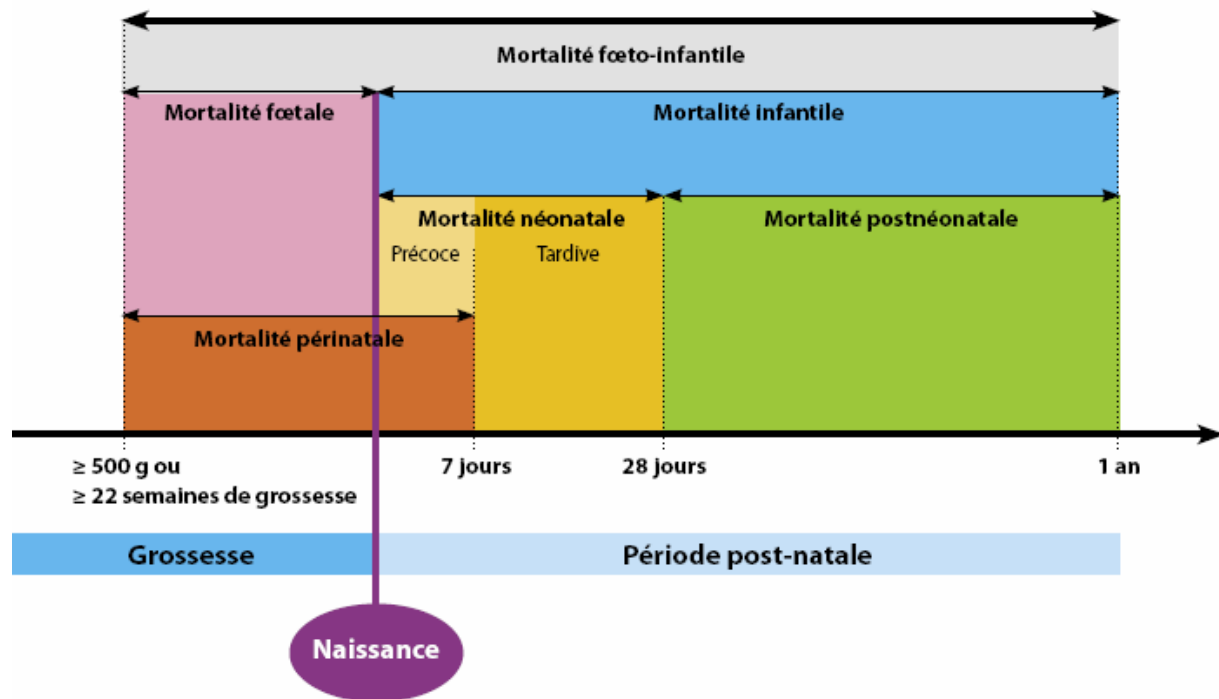 Mortalité fœto-infantile
Mortalité fœtale
Mortalité infantile
Mortalité néonatale
Mortalité postnéonatale
Précoce
Tardive
Mortalité périnatale
≥ 500 g ou
≥ 22 semaines de grossesse
7 jours
28 jours
1 an
Grossesse
Période post-natale
Naissance